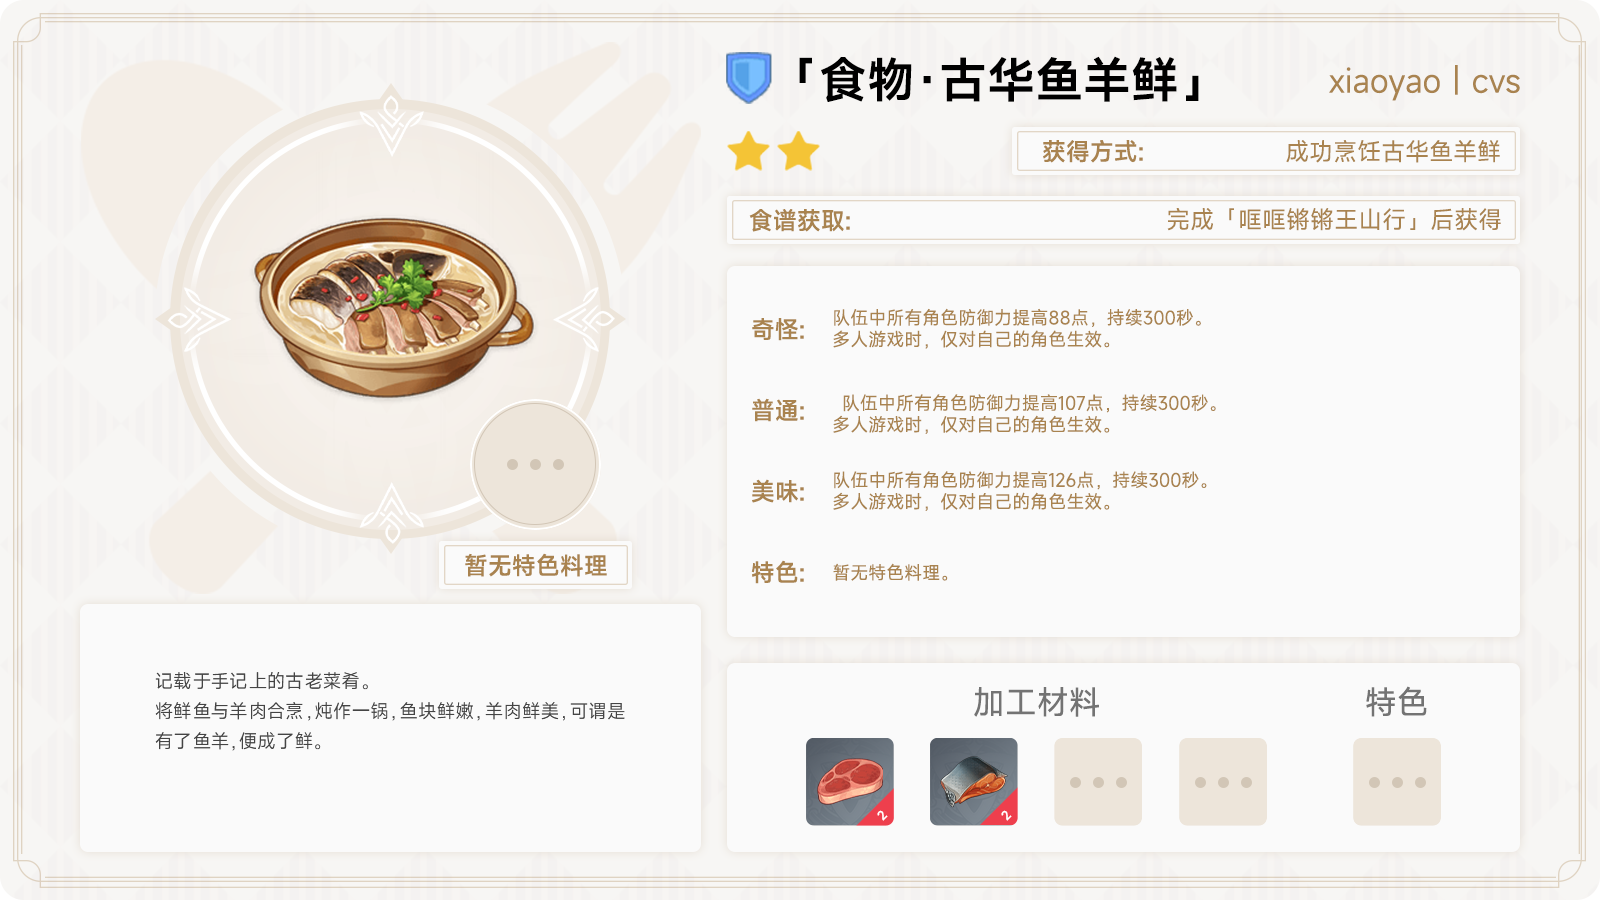 「食物·古华鱼羊鲜」
xiaoyao | cvs
获得方式:
成功烹饪古华鱼羊鲜
食谱获取:
完成「哐哐锵锵王山行」后获得
奇怪:
队伍中所有角色防御力提高88点，持续300秒。
多人游戏时，仅对自己的角色生效。
普通:
队伍中所有角色防御力提高107点，持续300秒。
多人游戏时，仅对自己的角色生效。
美味:
队伍中所有角色防御力提高126点，持续300秒。
多人游戏时，仅对自己的角色生效。
特色:
暂无特色料理。
暂无特色料理
记载于手记上的古老菜肴。
将鲜鱼与羊肉合烹,炖作一锅,鱼块鲜嫩,羊肉鲜美,可谓是
有了鱼羊,便成了鲜。
加工材料
特色
2
2